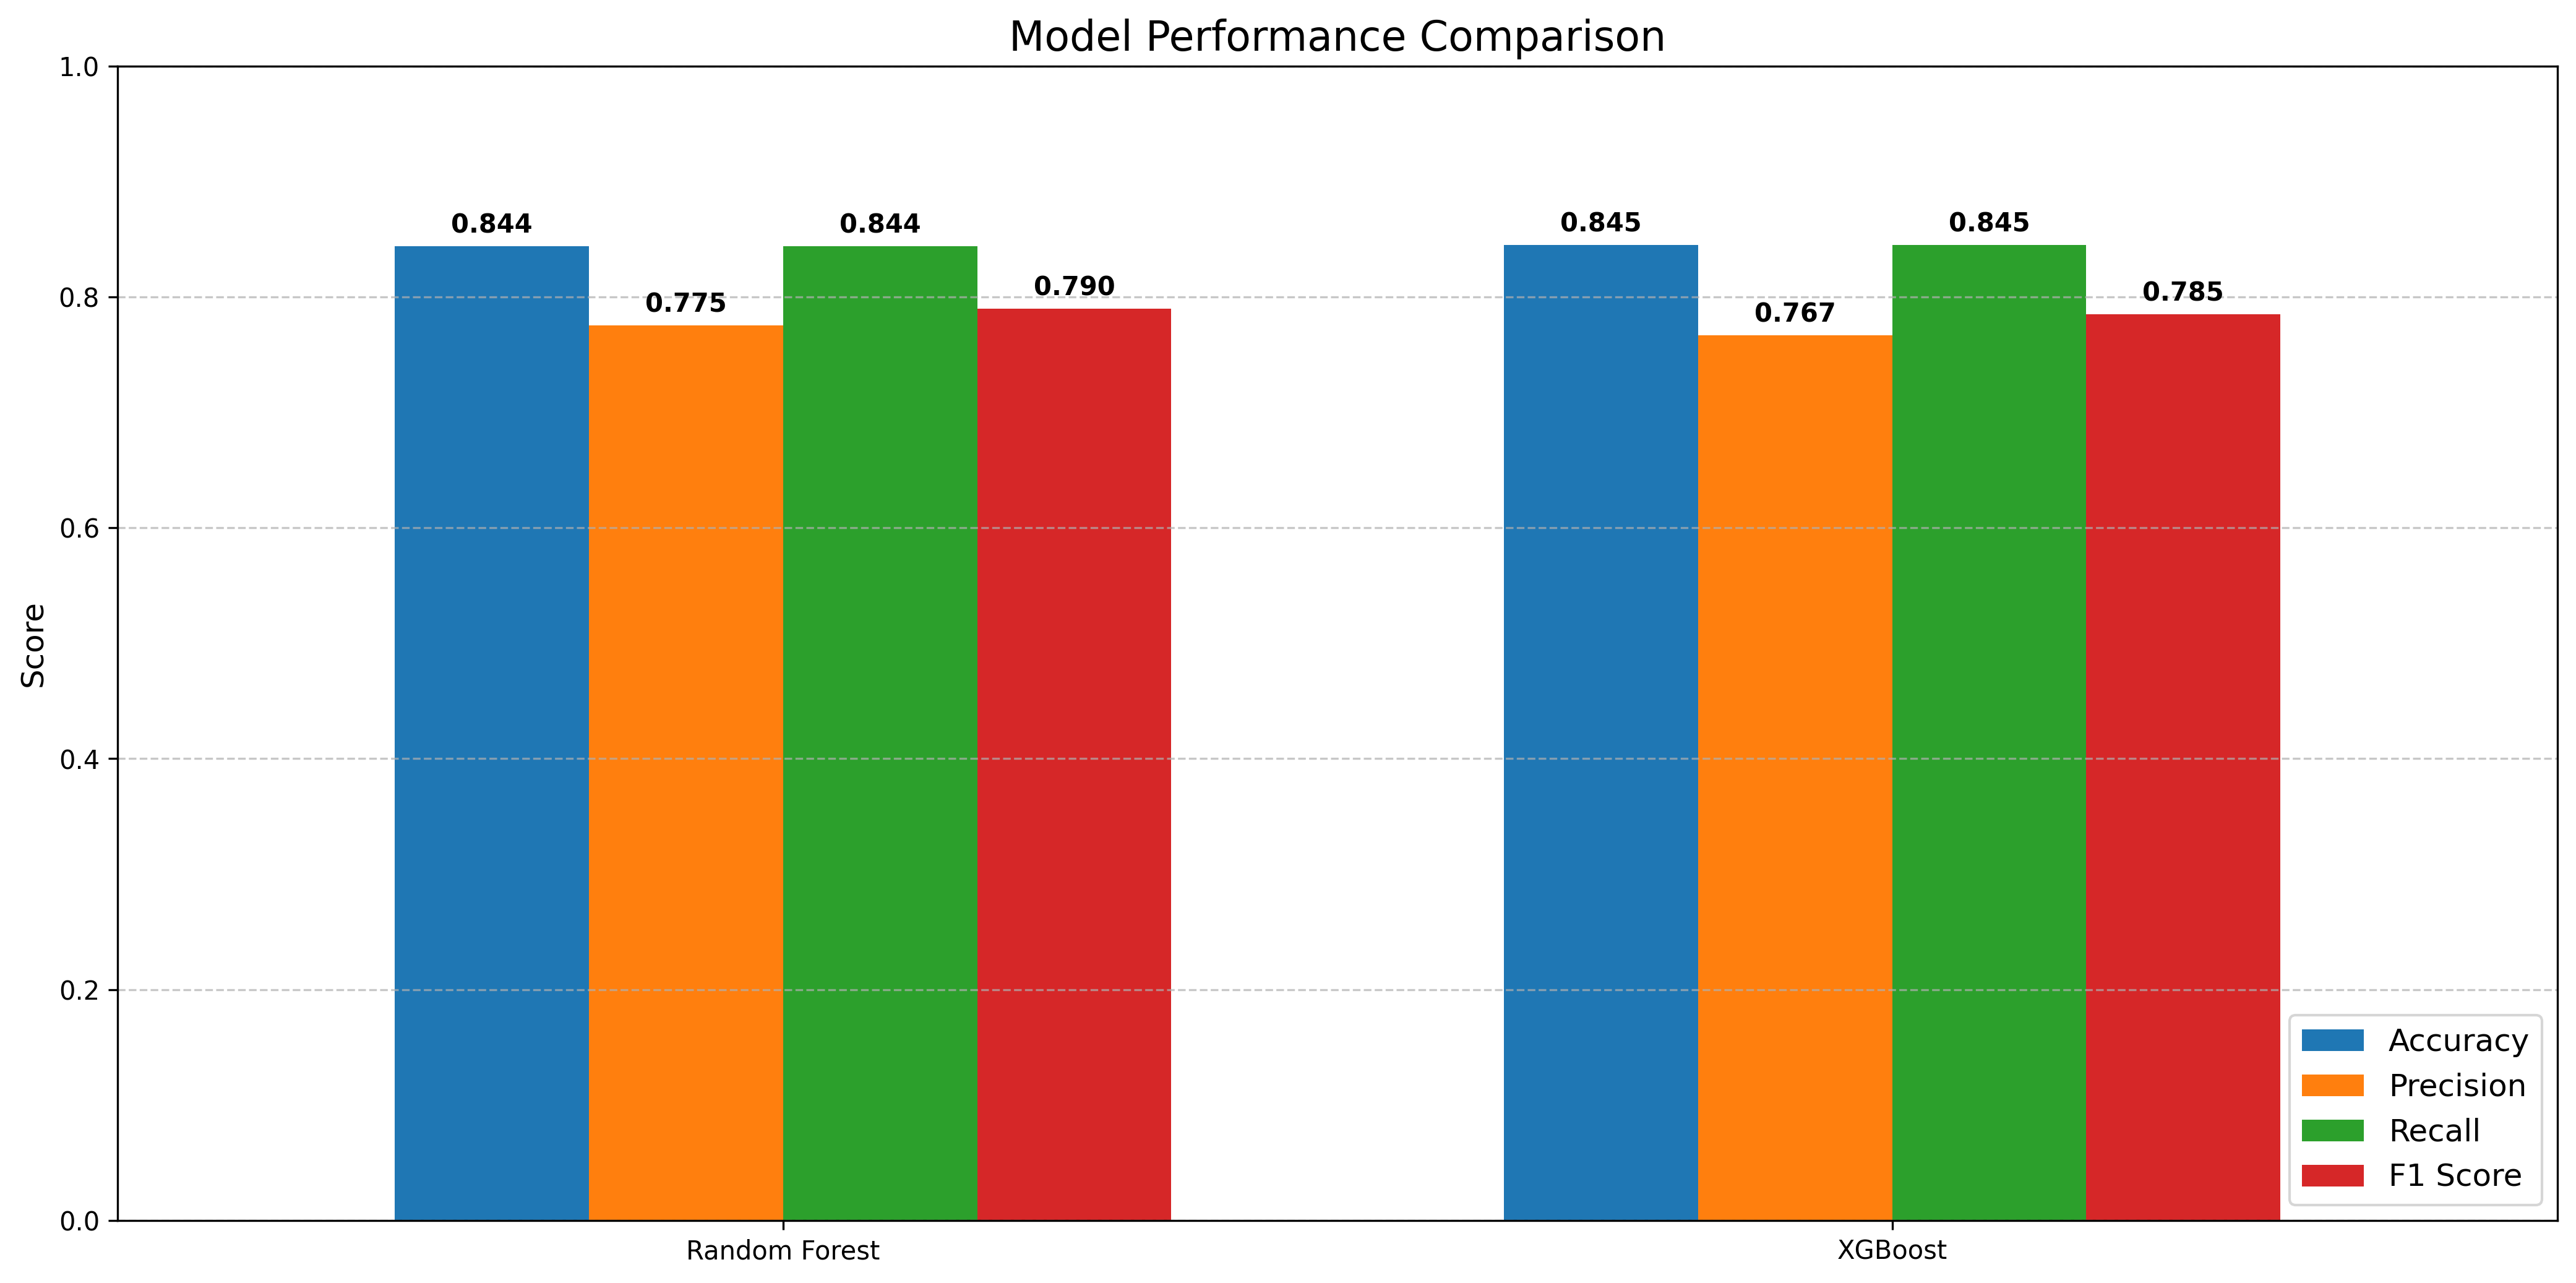 Model Performance Comparison
1.0
0.8
0.6
0.4
0.2
0.0
Score
0.844
0.775
0.844
0.790
0.845
0.767
0.845
0.785
Random Forest
XGBoost
Accuracy
Precision
Recall
F1 Score